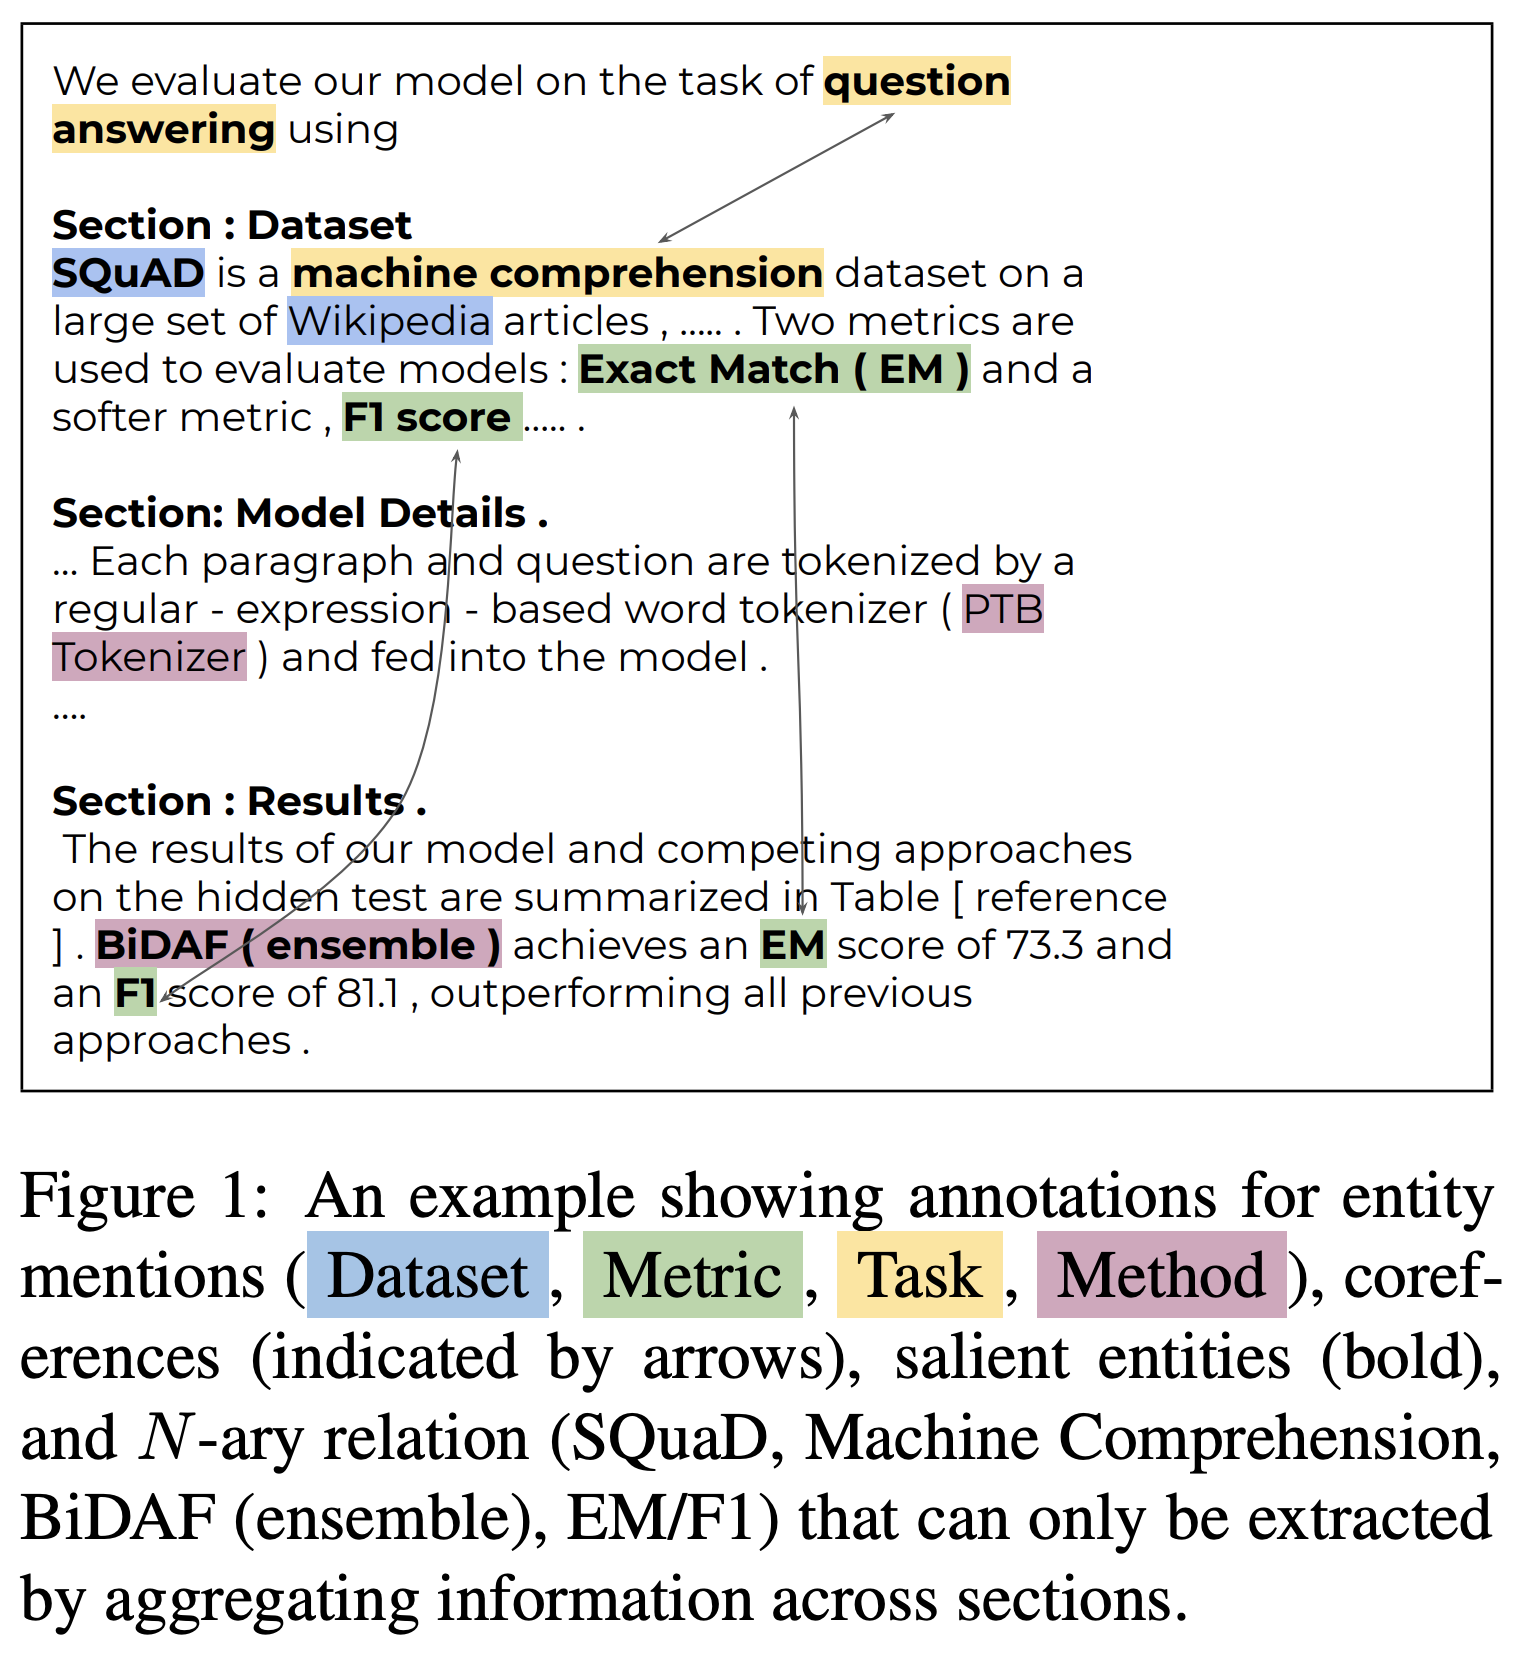 We evaluate our model on the task of question
answering using
Section : Dataset
SQuAD is a machine comprehension dataset on a
large set of Wikipedia articles , ..... . Two metrics are
used to evaluate models : Exact Match ( EM ) and a
softer metric , F1 score ..... .
Section: Model Details .
... Each paragraph and question are tokenized by a
regular - expression - based word tokenizer ( PTB
Tokenizer ) and fed into the model .
....
Section : Results .
The results of our model and competing approaches
on the hidden test are summarized in Table [ reference
] . BiDAF ( ensemble ) achieves an EM score of 73.3 and
an F1 score of 81.1 , outperforming all previous
approaches .
Figure 1: An example showing annotations for entity
mentions ( Dataset , Metric , Task , Method ), coref-
erences (indicated by arrows), salient entities (bold),
and N-ary relation (SQuaD, Machine Comprehension,
BiDAF (ensemble), EM/F1) that can only be extracted
by aggregating information across sections.